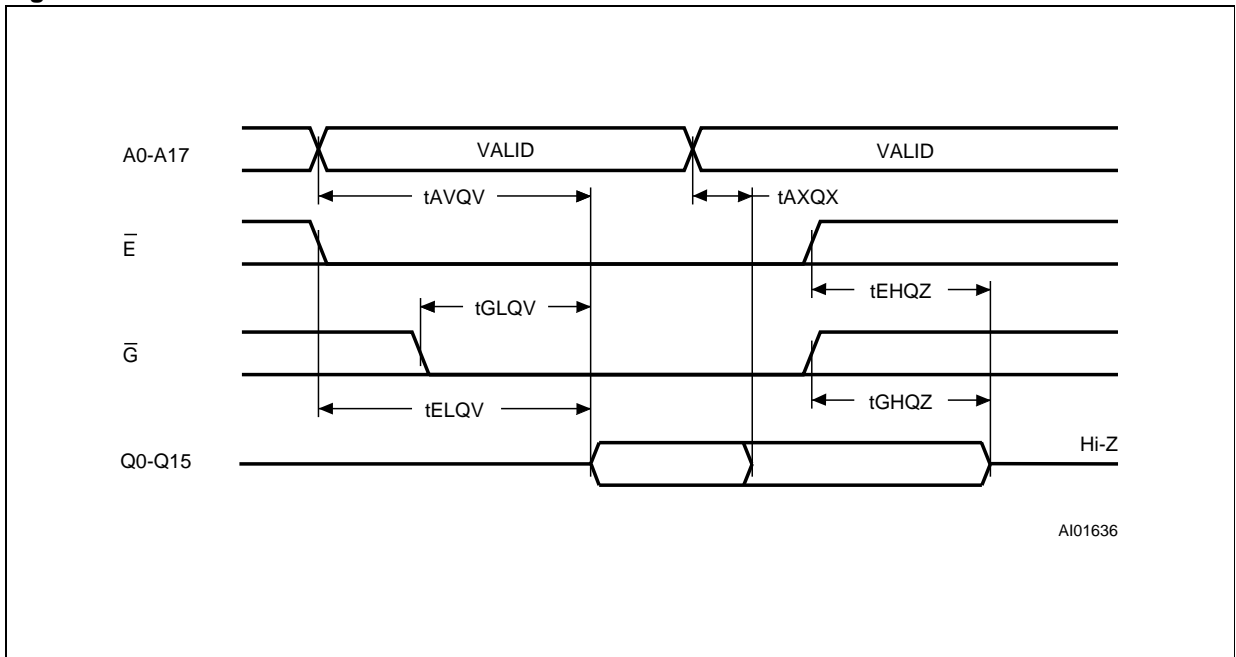 A0-A17
VALID
VALID
tAVQV
tAXQX
E̅
tEHQZ
tGLQV
G̅
tGHQZ
tELQV
Hi-Z
Q0-Q15
AI01636